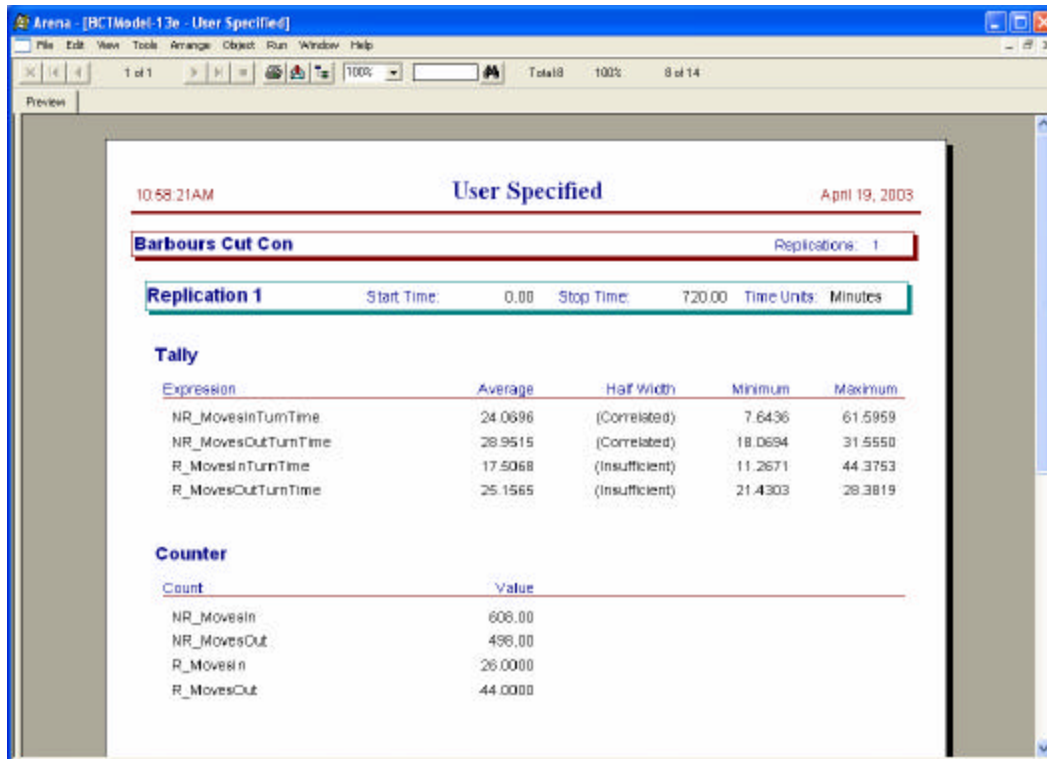 Arena - [BCTModel-13e - User Specified]
File Edit View Tools Arrange Object Run Window Help
1 of 1 100% Total:8 100% 8 of 14
Preview
10:58:21AM User Specified April 19, 2003
Barbours Cut Con Replications: 1
Replication 1 Start Time: 0.00 Stop Time: 720.00 Time Units: Minutes
Tally
Expression Average Half Width Minimum Maximum
NR_MovesInTurnTime 24.0696 (Correlated) 7.6436 61.5959
NR_MovesOutTurnTime 28.9515 (Correlated) 18.0694 31.5550
R_MovesInTurnTime 17.5068 (Insufficient) 11.2671 44.3753
R_MovesOutTurnTime 25.1565 (Insufficient) 21.4303 28.3819
Counter
Count Value
NR_MovesIn
NR_MovesOut 498.00
R_MovesIn 26.0000
R_MovesOut 44.0000